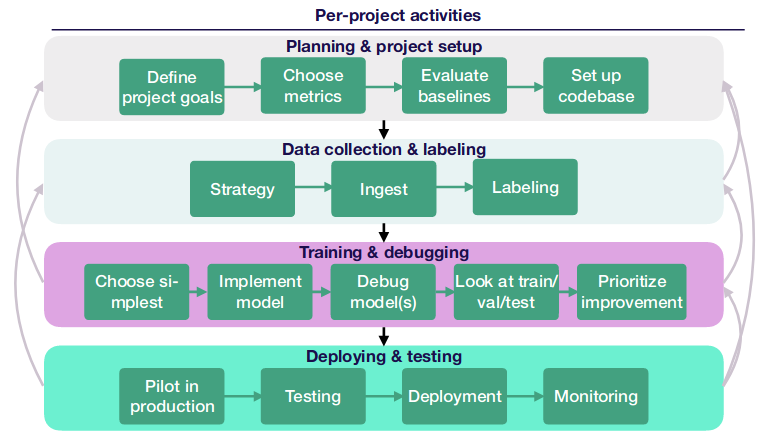 Per-project activities
Planning & project setup
Define
project goals
Choose
metrics
Evaluate
baselines
Set up
codebase
Data collection & labeling
Strategy
Ingest
Labeling
Training & debugging
Choose si-
mplest
Implement
model
Debug
model(s)
Look at train/
val/test
Prioritize
improvement
Deploying & testing
Pilot in
production
Testing
Deployment
Monitoring